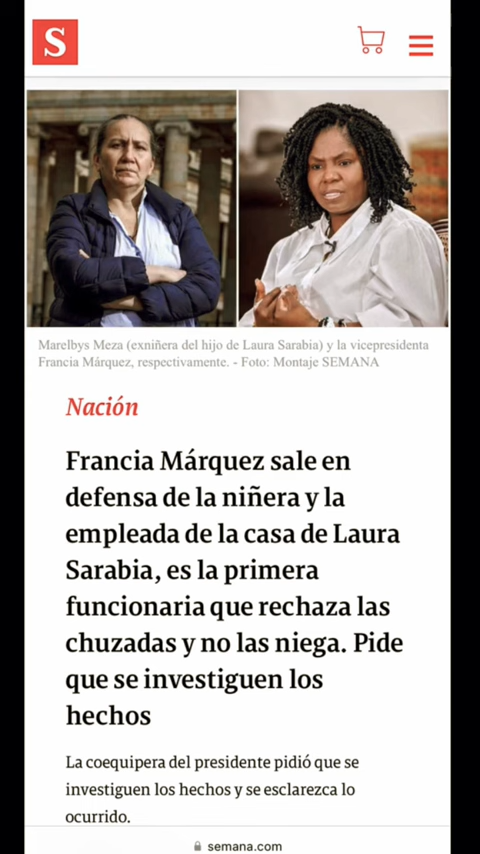 S
Marelbys Meza (exniñera del hijo de Laura Sarabia) y la vicepresidenta
Francia Márquez, respectivamente. - Foto: Montaje SEMANA
Nación
Francia Márquez sale en
defensa de la niñera y la
empleada de la casa de Laura
Sarabia, es la primera
funcionaria que rechaza las
chuzadas y no las niega. Pide
que se investiguen los
hechos
La coequipera del presidente pidió que se
investiguen los hechos y se esclarezca lo
ocurrido.
semana.com